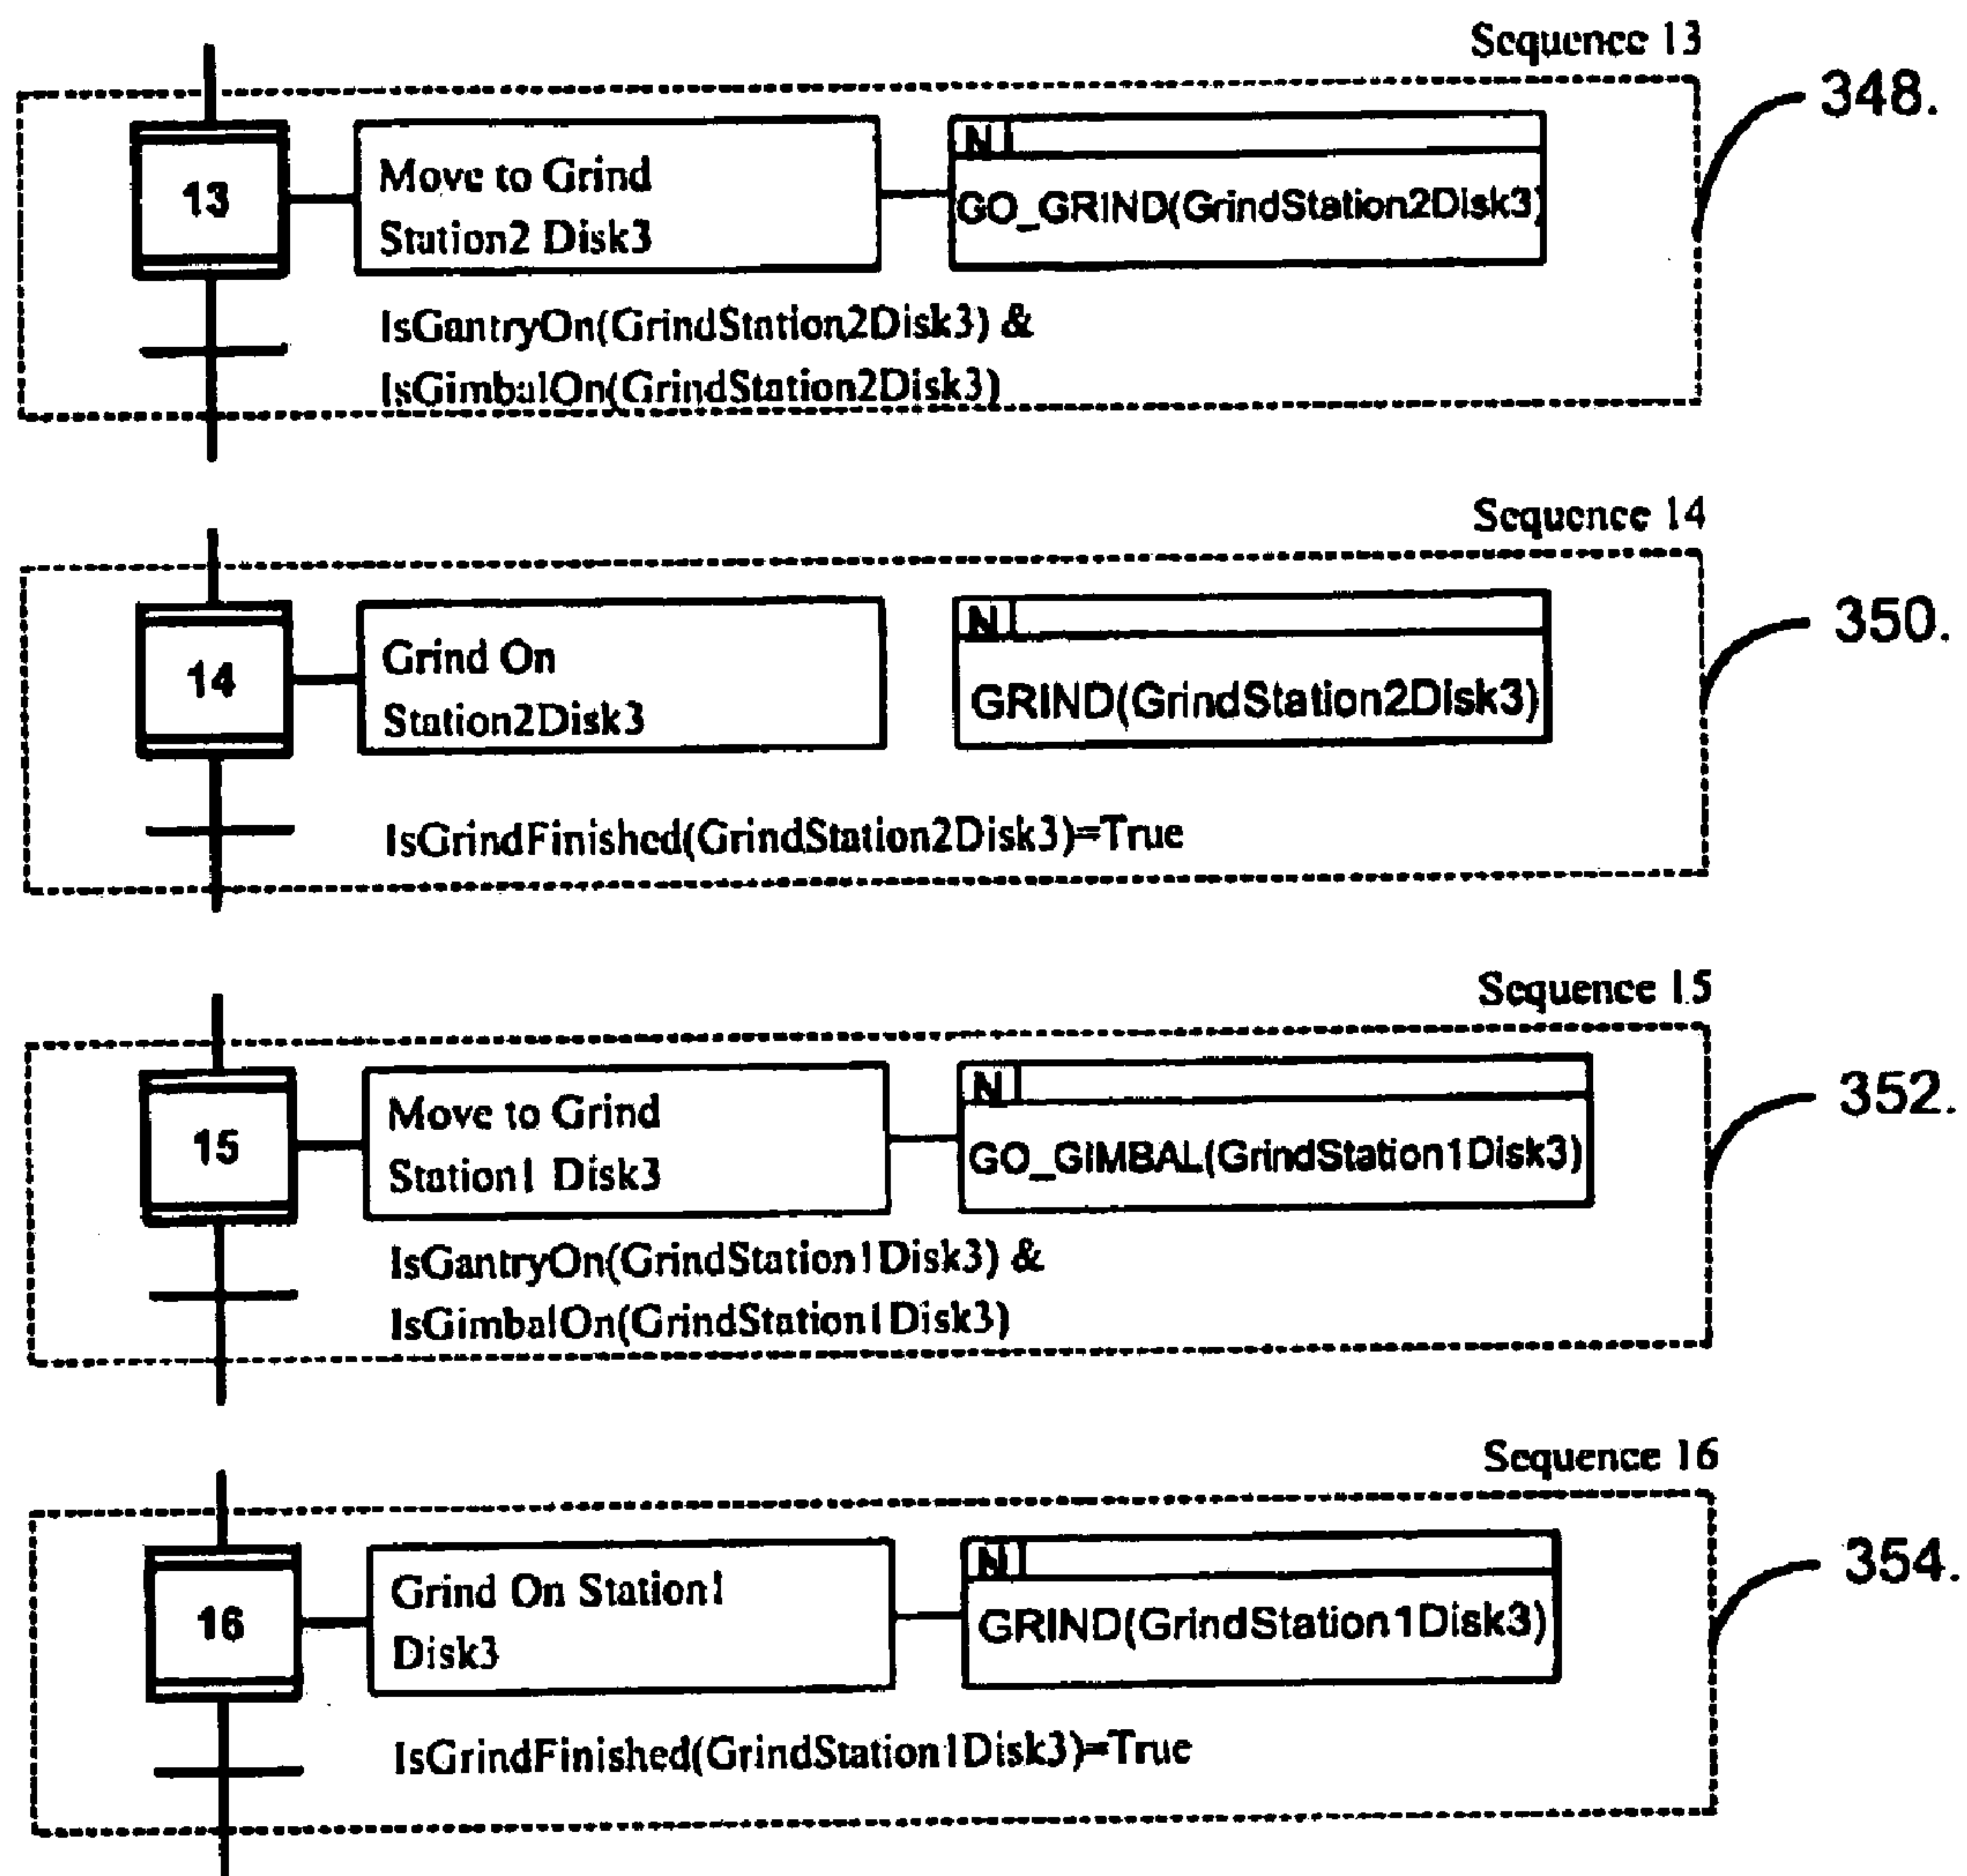 Sequence 13
348.
13
Move to Grind
Station2 Disk3
N
GO_GRIND(GrindStation2Disk3)
IsGantryOn(GrindStation2Disk3) &
IsGimbalOn(GrindStation2Disk3)
Sequence 14
350.
14
Grind On
Station2Disk3
N
GRIND(GrindStation2Disk3)
IsGrindFinished(GrindStation2Disk3)=True
Sequence 15
352.
15
Move to Grind
Station1 Disk3
N
GO_GIMBAL(GrindStation1Disk3)
IsGantryOn(GrindStation1Disk3) &
IsGimbalOn(GrindStation1Disk3)
Sequence 16
354.
16
Grind On Station1
Disk3
N
GRIND(GrindStation1Disk3)
IsGrindFinished(GrindStation1Disk3)=True